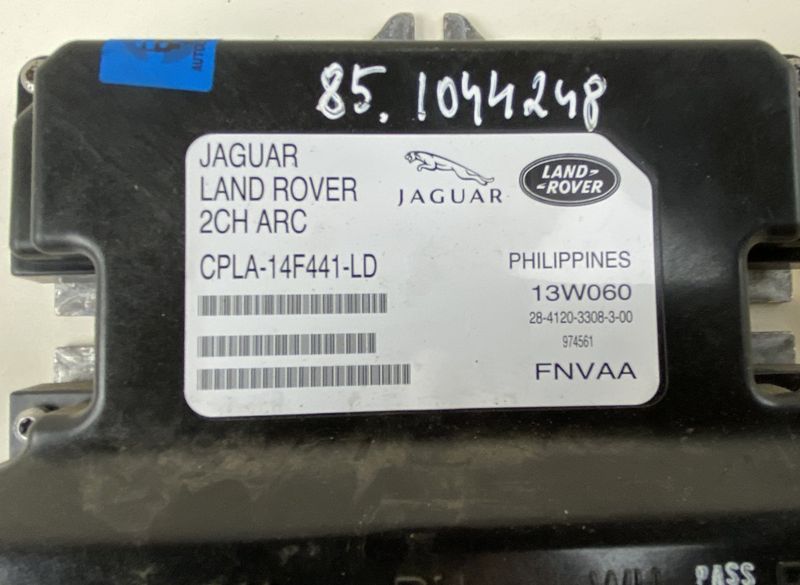 AUTO
85.1044248
JAGUAR
LAND ROVER
2CH ARC
CPLA-14F441-LD
JAGUAR
LAND-
-ROVER
PHILIPPINES
13W060
28-4120-3308-3-00
974561
FNVAA
PASS